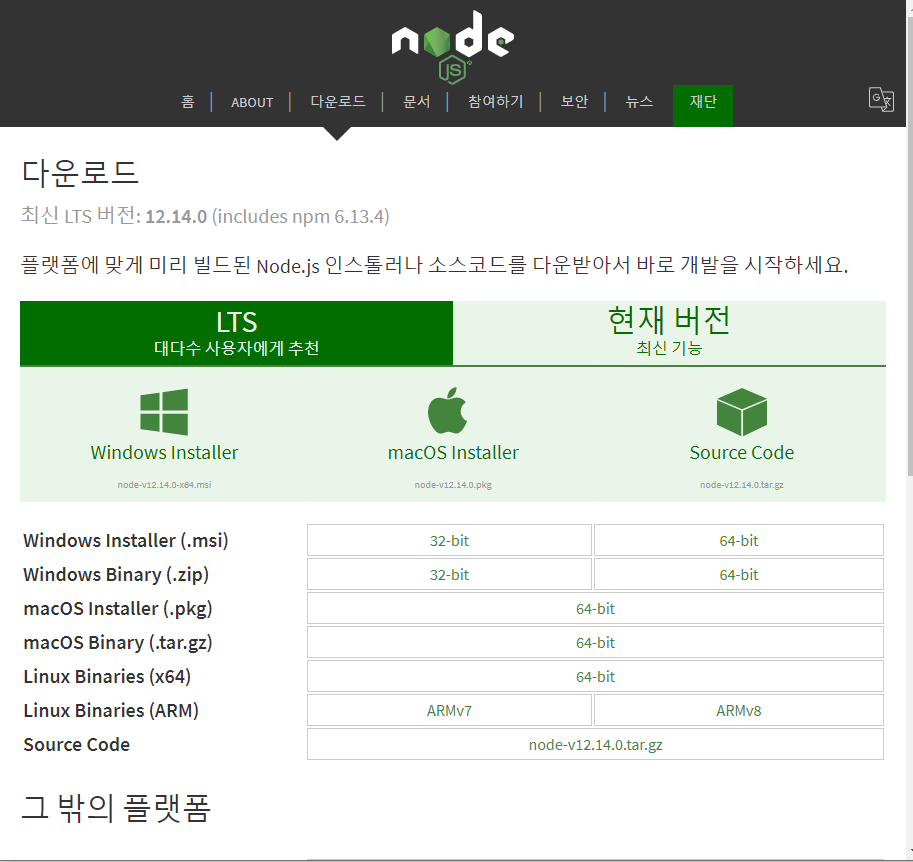 node
JS
홈 ABOUT 다운로드 문서 참여하기 보안 뉴스 재단
다운로드
최신 LTS 버전: 12.14.0 (includes npm 6.13.4)
플랫폼에 맞게 미리 빌드된 Node.js 인스톨러나 소스코드를 다운받아서 바로 개발을 시작하세요.
LTS 현재 버전
대다수 사용자에게 추천 최신 기능
Windows Installer macOS Installer Source Code
node-v12.14.0-x64.msi node-v12.14.0.pkg node-v12.14.0.tar.gz
Windows Installer (.msi) 32-bit 64-bit
Windows Binary (.zip) 32-bit 64-bit
macOS Installer (.pkg) 64-bit
macOS Binary (.tar.gz) 64-bit
Linux Binaries (x64) 64-bit
Linux Binaries (ARM) ARMv7 ARMv8
Source Code node-v12.14.0.tar.gz
그 밖의 플랫폼